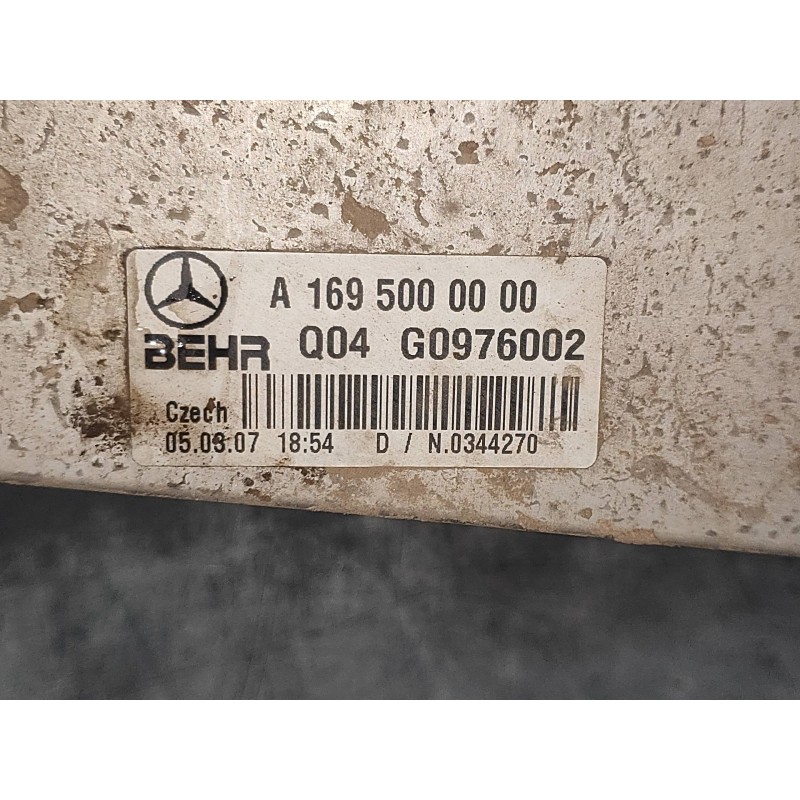 A 169 500 00 00
BEHR Q04 G0976002
Czech
05.03.07 18:54 D / N.0344270